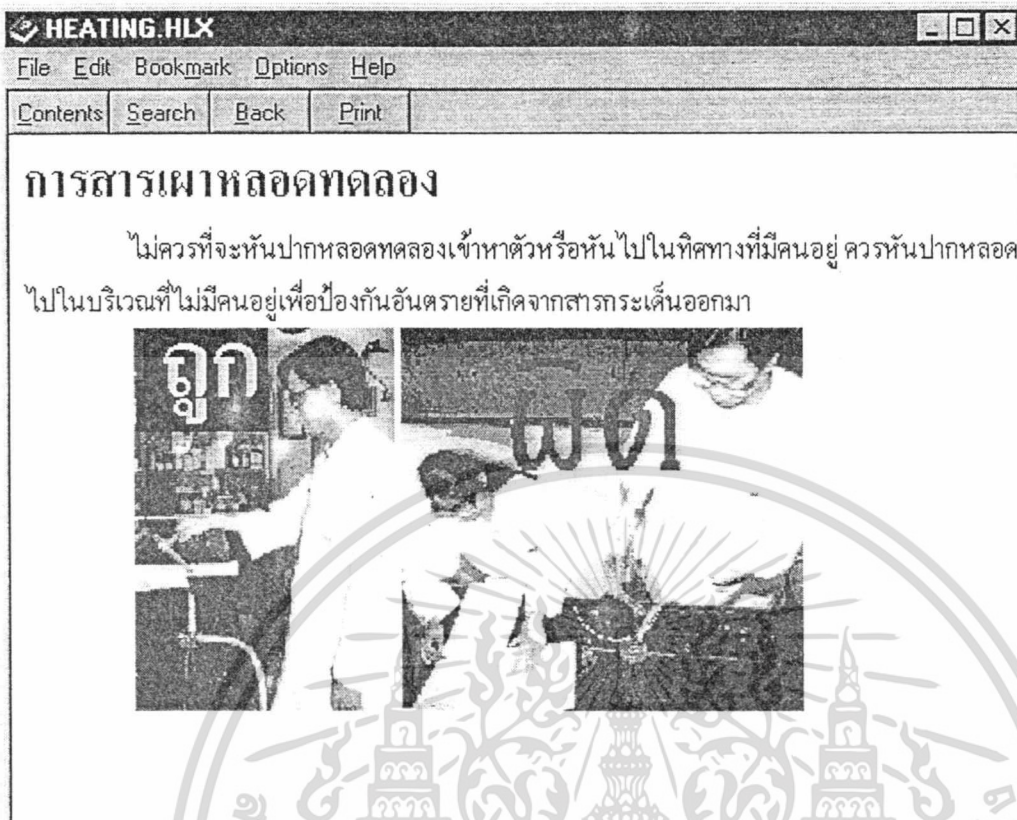 HEATING.HLX
File Edit Bookmark Options Help
Contents Search Back Print
การสารเผาหลอดทดลอง
ไม่ควรที่จะหันปากหลอดทดลองเข้าหาตัวหรือหันไปในทิศทางที่มีคนอยู่ ควรหันปากหลอด
ไปในบริเวณที่ไม่มีคนอยู่เพื่อป้องกันอันตรายที่เกิดจากสารกระเด็นออกมา
ถูก